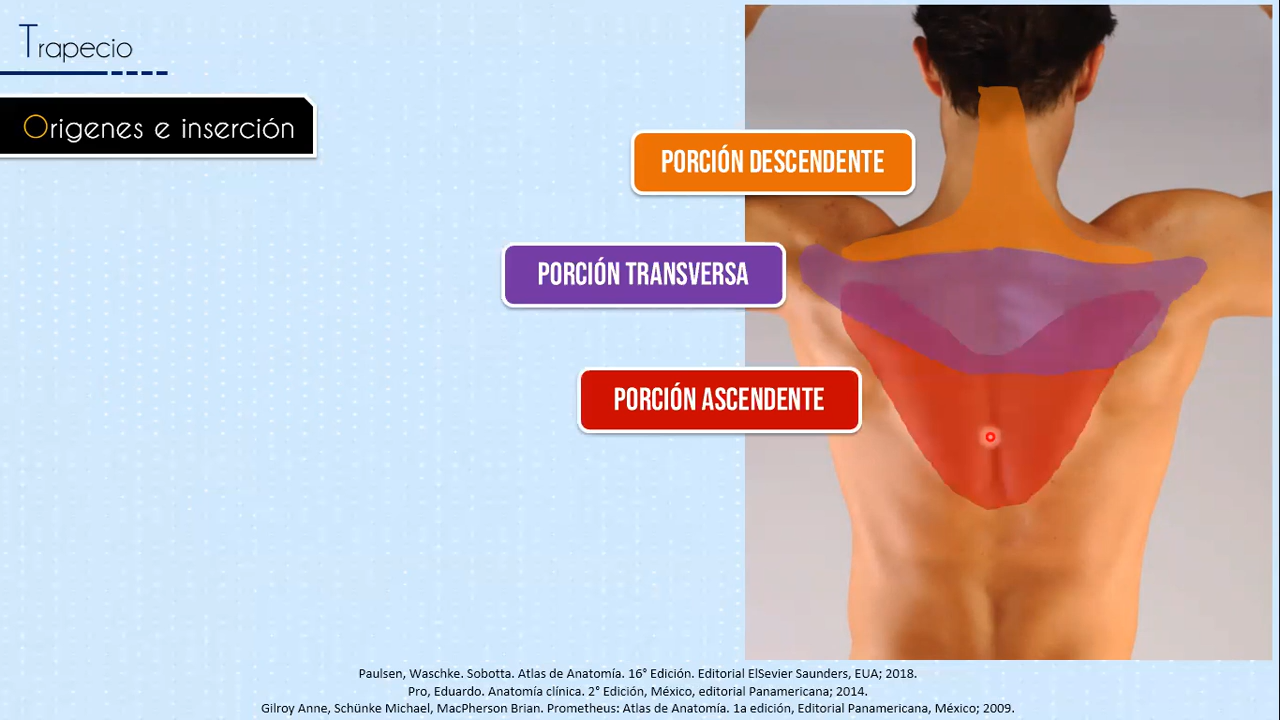 Trapecio
Origenes e inserción
PORCIÓN DESCENDENTE
PORCIÓN TRANSVERSA
PORCIÓN ASCENDENTE
Paulsen, Waschke. Sobotta. Atlas de Anatomía. 16° Edición. Editorial ElSevier Saunders, EUA; 2018.
Pro, Eduardo. Anatomía clínica. 2° Edición, México, editorial Panamericana; 2014.
Gilroy Anne, Schünke Michael, MacPherson Brian. Prometheus: Atlas de Anatomía. 1a edición, Editorial Panamericana, México; 2009.